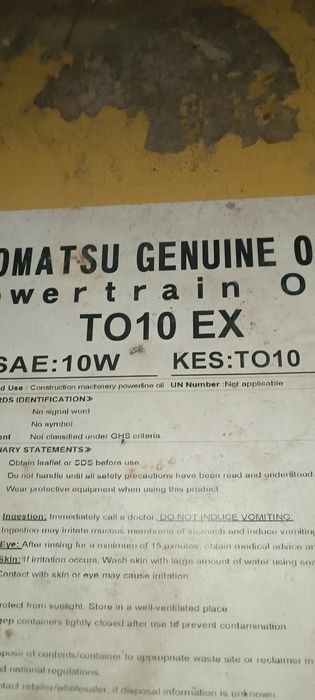 OMATSU GENUINE O
owertrain O
TO10 EX
SAE:10W KES:TO10
d Use : Construction machinery powerline oil UN Number :Not applicable
RDS IDENTIFICATION≫
No signal word
No symbol
ent Not classified under GHS criteria.
NARY STATEMENTS≫
Obtain leaflet or SDS before use.
Do not handle until all safety precautions have been read and understood.
Wear protective equipment when using this product.
Ingestion: Immediately call a doctor. DO NOT INDUCE VOMITING.
Ingestion may irritate mucous membrane of stomach and induce vomiting
Eye: After rinsing for a minimum of 15 minutes, obtain medical advice ar
Skin: If irritation occurs, Wash skin with large amount of water using soa
Contact with skin or eye may cause irritation.
rotect from sunlight. Store in a well-ventilated place.
eep containers tightly closed after use to prevent contamination.
spose of contents/container to appropriate waste site or reclaimer in
d national regulations.
ntact retailer/wholesaler, if disposal information is unknown.